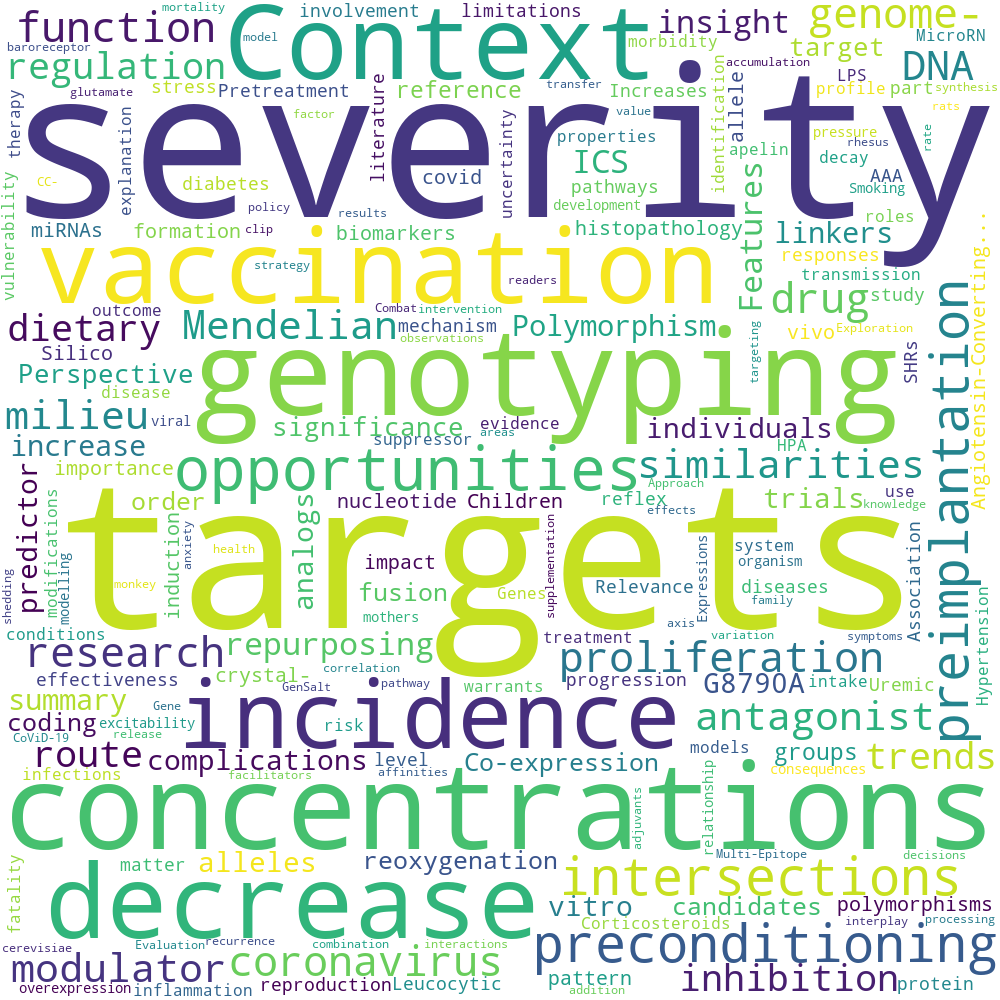 mortality
involvement
limitations
genome-
function
Context
insight
MicroRN
baroreceptor
model
morbidity
target
DNA
regulation
accumulation
glutamate
stress
Pretreatment
reference
transfer
Increases
LPS
profile
part
synthesis
therapy
explanation
factor
literature
uncertainty
value
identification
allele
rats
severity
properties
pressure
rhesus
rate
ICS
apelin
decay
CC-
diabetes
covid
pathways
AAA
Smoking
vulnerability
policy
results
development
roles
miRNAs
formation
clip
biomarkers
histopathology
Features
linkers
responses
vaccination
strategy
readers
transmission
drug
study
outcome
Combat
intervention
dietary
Mendelian
mechanism
Polymorphism
targeting
vivo
Exploration
Angiotensin-Converting...
Silico
observations
SHRs
preimplantation
Perspective
genotyping
disease
milieu
viral
significance
evidence
individuals
increase
suppressor
areas
HPA
importance
opportunities
Approach
similarities
predictor
modifications
order
nucleotide
Children
reflex
trials
use
knowledge
analogs
effects
induction
anxiety
targets
supplementation
Expressions
system
Association
health
impact
organism
shedding
modelling
monkey
fusion
Genes
Relevance
diseases
family
mothers
axis
conditions
repurposing
treatment
variation
symptoms
research
correlation
proliferation
Hypertension
effectiveness
crystal-
GenSalt
pathway
warrants
progression
G8790A
intake
Uremic
summary
Gene
incidence
coding
excitability
risk
antagonist
CoViD-19
release
route
complications
level
models
groups
trends
infections
facilitators
affinities
Co-expression
relationship
consequences
concentrations
adjuvants
fatality
matter
alleles
reoxygenation
Multi-Epitope
decisions
intersections
decrease
vitro
candidates
polymorphisms
Corticosteroids
interplay
processing
cerevisiae
Evaluation
recurrence
combination
interactions
preconditioning
modulator
coronavirus
pattern
inhibition
protein
overexpression
inflammation
reproduction
Leucocytic
addition